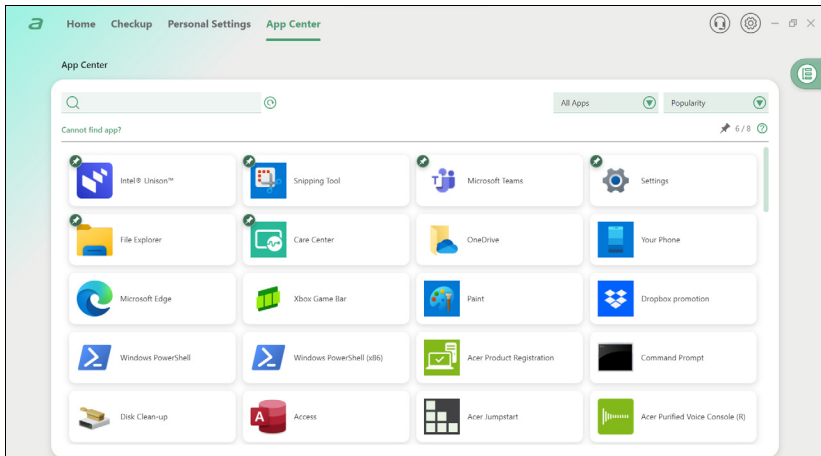 a Home Checkup Personal Settings App Center
App Center
All Apps Popularity
Cannot find app? 6 / 8 ?
Intel® Unison™ Snipping Tool Microsoft Teams Settings
File Explorer Care Center OneDrive Your Phone
Microsoft Edge Xbox Game Bar Paint Dropbox promotion
Windows PowerShell Windows PowerShell (x86) Acer Product Registration Command Prompt
Disk Clean-up A Access Acer Jumpstart Acer Purified Voice Console (R)